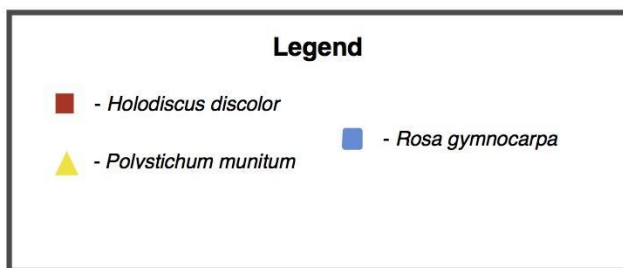 Legend
- Holodiscus discolor
- Rosa gymnocarpa
- Polystichum munitum